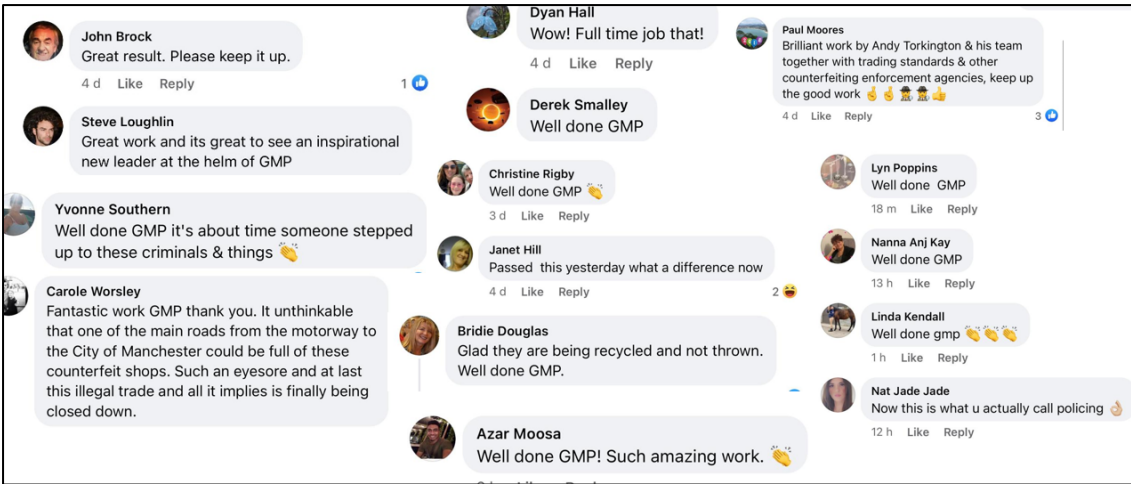 John Brock
Great result. Please keep it up.
4 d Like Reply 1
Steve Loughlin
Great work and its great to see an inspirational
new leader at the helm of GMP
Yvonne Southern
Well done GMP it's about time someone stepped
up to these criminals & things 👏
Carole Worsley
Fantastic work GMP thank you. It unthinkable
that one of the main roads from the motorway to
the City of Manchester could be full of these
counterfeit shops. Such an eyesore and at last
this illegal trade and all it implies is finally being
closed down.
Dyan Hall
Wow! Full time job that!
4 d Like Reply
Derek Smalley
Well done GMP
Christine Rigby
Well done GMP 👏
3 d Like Reply
Janet Hill
Passed this yesterday what a difference now
4 d Like Reply 2
Bridie Douglas
Glad they are being recycled and not thrown.
Well done GMP.
Azar Moosa
Well done GMP! Such amazing work. 👏
Paul Moores
Brilliant work by Andy Torkington & his team
together with trading standards & other
counterfeiting enforcement agencies, keep up
the good work 🤞🤞🕵️🕵️👍
4 d Like Reply 3
Lyn Poppins
Well done GMP
18 m Like Reply
Nanna Anj Kay
Well done GMP
13 h Like Reply
Linda Kendall
Well done gmp 👏👏👏
1 h Like Reply
Nat Jade Jade
Now this is what u actually call policing 👌🏼
12 h Like Reply